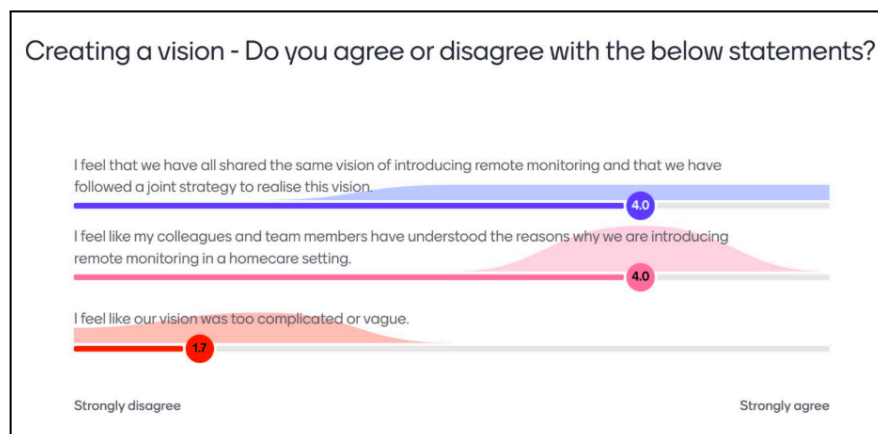 Creating a vision - Do you agree or disagree with the below statements?
I feel that we have all shared the same vision of introducing remote monitoring and that we have
followed a joint strategy to realise this vision.
4.0
I feel like my colleagues and team members have understood the reasons why we are introducing
remote monitoring in a homecare setting.
4.0
I feel like our vision was too complicated or vague.
1.7
Strongly disagree
Strongly agree